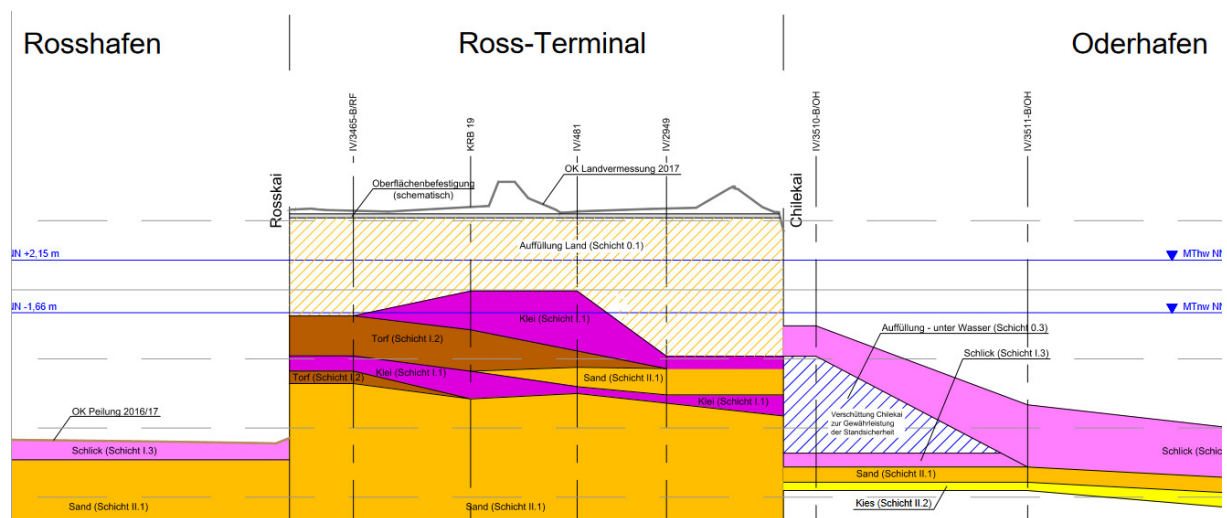 Rosshafen
Ross-Terminal
Oderhafen
IV/3465-B/RF
KRB 19
IV/481
IV/2949
IV/3510-B/OH
IV/3511-B/OH
Rosskai
Chilekai
OK Landvermessung 2017
Oberflächenbefestigung
(schematisch)
Auffüllung Land (Schicht 0.1)
NN +2,15 m
MThw NN
NN -1,66 m
MTnw NN
Klei (Schicht I.1)
Auffüllung - unter Wasser (Schicht 0.3)
Torf (Schicht I.2)
Schlick (Schicht I.3)
Klei (Schicht I.1)
Torf (Schicht I.2)
Sand (Schicht II.1)
Klei (Schicht I.1)
OK Peilung 2016/17
Verschüttung Chilekai
zur Gewährleistung
der Standsicherheit
Schlick (Schicht I.3)
Schlick (Schic
Sand (Schicht II.1)
Kies (Schicht II.2)
Sand (Schicht II.1)
Sand (Schicht II.1)